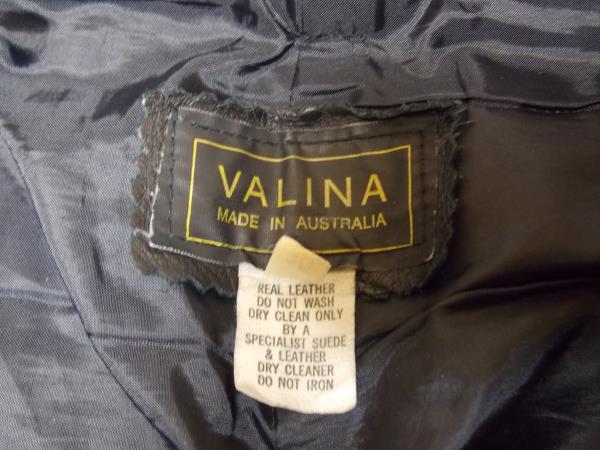 VALINA
MADE IN AUSTRALIA
REAL LEATHER
DO NOT WASH
DRY CLEAN ONLY
BY A
SPECIALIST SUEDE
& LEATHER
DRY CLEANER
DO NOT IRON